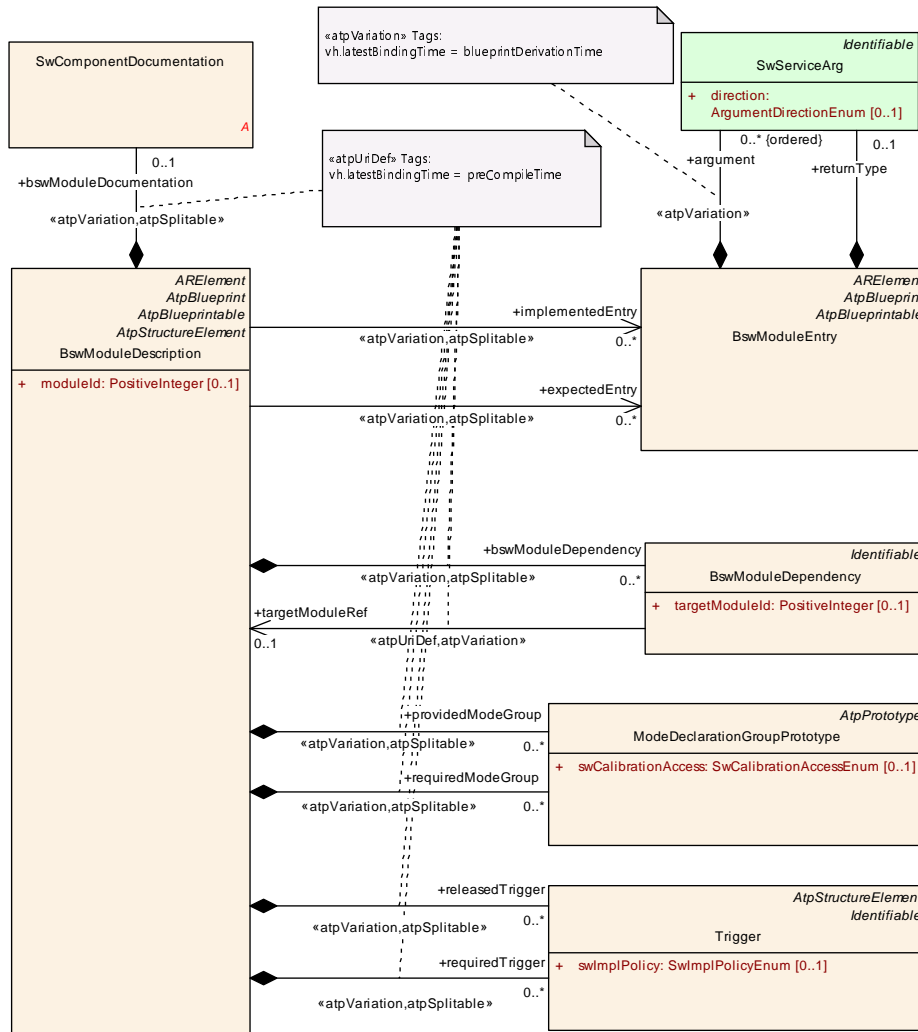 «atpVariation» Tags:
vh.latestBindingTime = blueprintDerivationTime
Identifiable
SwServiceArg
+ direction:
ArgumentDirectionEnum [0..1]
SwComponentDocumentation
A
«atpUriDef» Tags:
vh.latestBindingTime = preCompileTime
0..1
+bswModuleDocumentation
«atpVariation,atpSplitable»
0..* {ordered}
+argument
«atpVariation»
0..1
+returnType
ARElement
AtpBlueprint
AtpBlueprintable
AtpStructureElement
BswModuleDescription
+ moduleId: PositiveInteger [0..1]
ARElement
AtpBlueprint
AtpBlueprintable
BswModuleEntry
+implementedEntry
«atpVariation,atpSplitable»
0..*
+expectedEntry
«atpVariation,atpSplitable»
0..*
+bswModuleDependency
«atpVariation,atpSplitable»
0..*
Identifiable
BswModuleDependency
+ targetModuleId: PositiveInteger [0..1]
+targetModuleRef
0..1
«atpUriDef,atpVariation»
+providedModeGroup
«atpVariation,atpSplitable»
0..*
+requiredModeGroup
«atpVariation,atpSplitable»
0..*
AtpPrototype
ModeDeclarationGroupPrototype
+ swCalibrationAccess: SwCalibrationAccessEnum [0..1]
+releasedTrigger
«atpVariation,atpSplitable»
0..*
+requiredTrigger
«atpVariation,atpSplitable»
0..*
AtpStructureElement
Identifiable
Trigger
+ swImplPolicy: SwImplPolicyEnum [0..1]